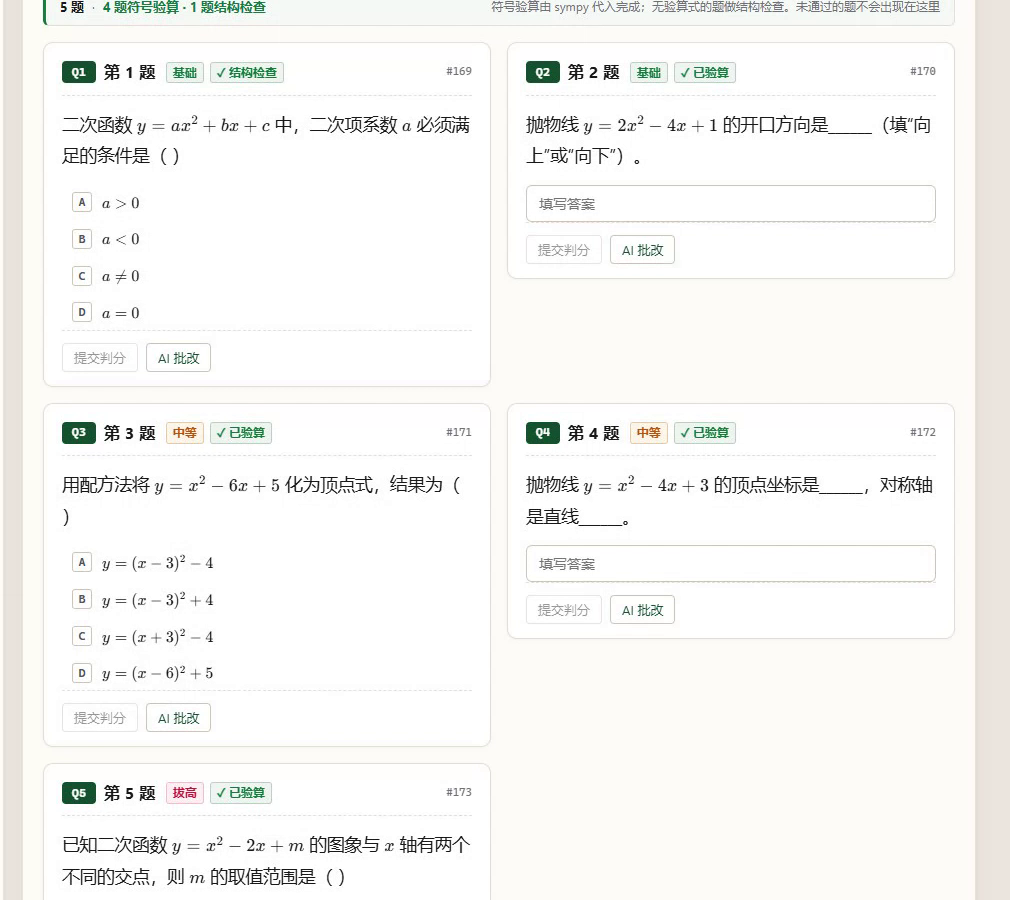 5 题 · 4 题符号验算 · 1 题结构检查
符号验算由 sympy 代入完成；无验算式的题做结构检查。未通过的题不会出现在这里
Q1 第 1 题 基础 ✓ 结构检查 #169
二次函数 y = ax² + bx + c 中，二次项系数 a 必须满
足的条件是（ ）
A a > 0
B a < 0
C a ≠ 0
D a = 0
提交判分 AI 批改
Q2 第 2 题 基础 ✓ 已验算 #170
抛物线 y = 2x² − 4x + 1 的开口方向是_____（填“向
上”或“向下”）。
填写答案
提交判分 AI 批改
Q3 第 3 题 中等 ✓ 已验算 #171
用配方法将 y = x² − 6x + 5 化为顶点式，结果为（
）
A y = (x − 3)² − 4
B y = (x − 3)² + 4
C y = (x + 3)² − 4
D y = (x − 6)² + 5
提交判分 AI 批改
Q4 第 4 题 中等 ✓ 已验算 #172
抛物线 y = x² − 4x + 3 的顶点坐标是_____，对称轴
是直线_____。
填写答案
提交判分 AI 批改
Q5 第 5 题 拔高 ✓ 已验算 #173
已知二次函数 y = x² − 2x + m 的图象与 x 轴有两个
不同的交点，则 m 的取值范围是（ ）